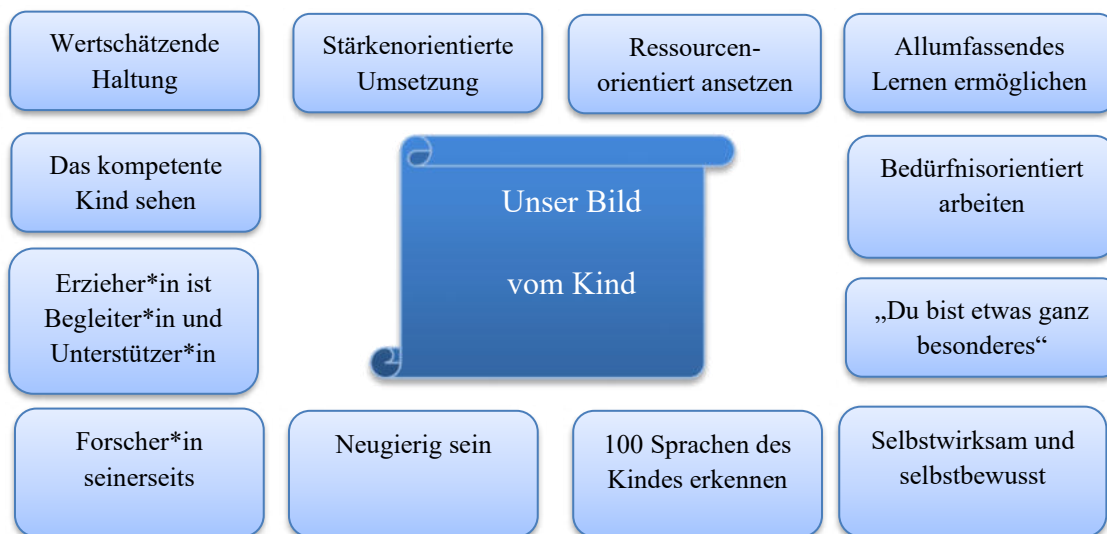 Wertschätzende
Haltung
Stärkenorientierte
Umsetzung
Ressourcen-
orientiert ansetzen
Allumfassendes
Lernen ermöglichen
Das kompetente
Kind sehen
Unser Bild
vom Kind
Bedürfnisorientiert
arbeiten
Erzieher*in ist
Begleiter*in und
Unterstützer*in
„Du bist etwas ganz
besonderes“
Forscher*in
seinerseits
Neugierig sein
100 Sprachen des
Kindes erkennen
Selbstwirksam und
selbstbewusst